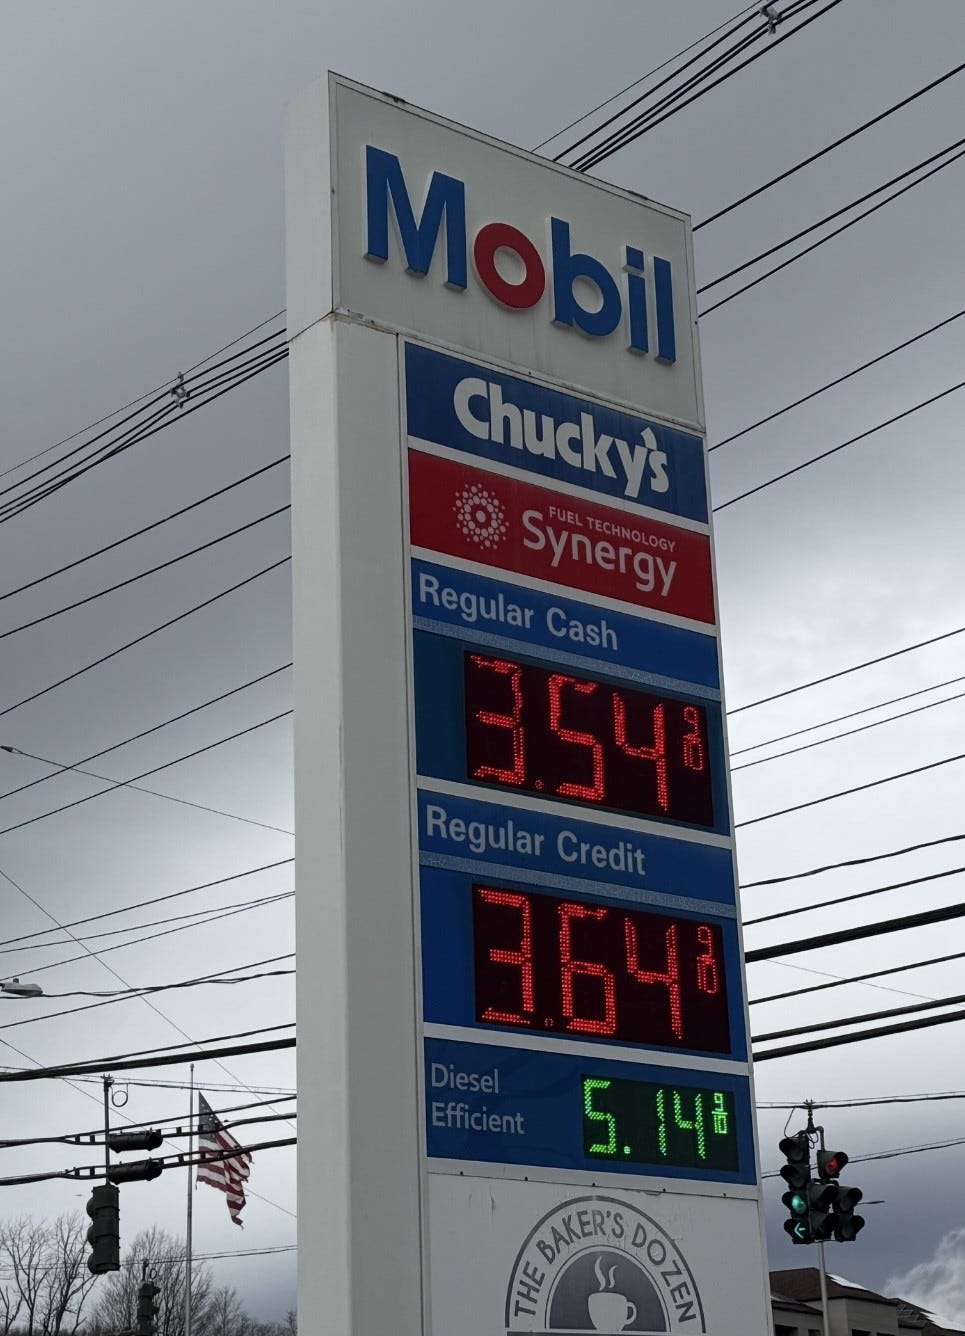 Mobil
Chucky's
FUEL TECHNOLOGY
Synergy
Regular Cash
3.54 9/10
Regular Credit
3.64 9/10
Diesel
Efficient
5.14 9/10
THE BAKER'S DOZEN